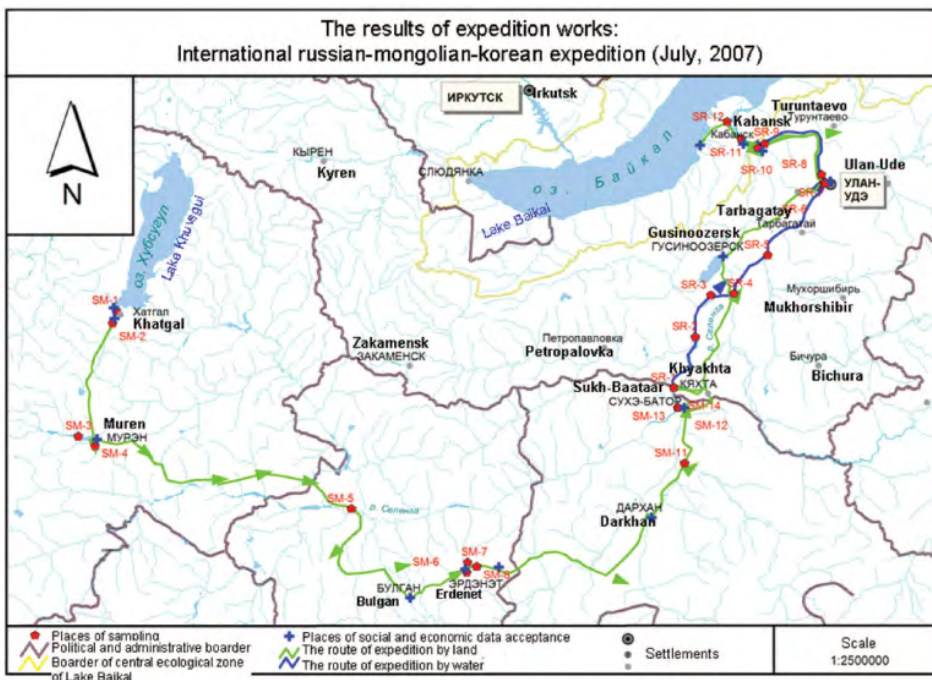 The results of expedition works:
International russian-mongolian-korean expedition (July, 2007)
N
ИРКУТСК
Irkutsk
Turuntaevo
Турунтаево
SR-12
Kabansk
Кабанск
SR-9
SR-11
SR-10
SR-8
Ulan-Ude
УЛАН-
УДЭ
SR-6
КЫРЕН
Kyren
СЛЮДЯНКА
оз. Байкал
Lake Baikal
Tarbagatay
Тарбагатай
Gusinoozersk
ГУСИНООЗЕРСК
SR-5
оз. Хубсугул
Laka Khuvsgul
SM-1
Хатгал
Khatgal
SM-2
SR-3
SR-4
Мухоршибирь
Mukhorshibir
SR-2
р. Селенга
Zakamensk
ЗАКАМЕНСК
Петропавловка
Petropalovka
Бичура
Bichura
Khyakhta
КЯХТА
Sukh-Baataar
СУХЭ-БАТОР
SM-14
SM-13
SM-12
Muren
МУРЭН
SM-3
SM-4
SM-11
SM-5
р. Селенга
ДАРХАН
Darkhan
SM-6
SM-7
SM-8
ЭРДЭНЭТ
Erdenet
БУЛГАН
Bulgan
Places of sampling
Political and administrative boarder
Boarder of central ecological zone
of Lake Baikal
Places of social and economic data acceptance
The route of expedition by land
The route of expedition by water
Settlements
Scale
1:2500000